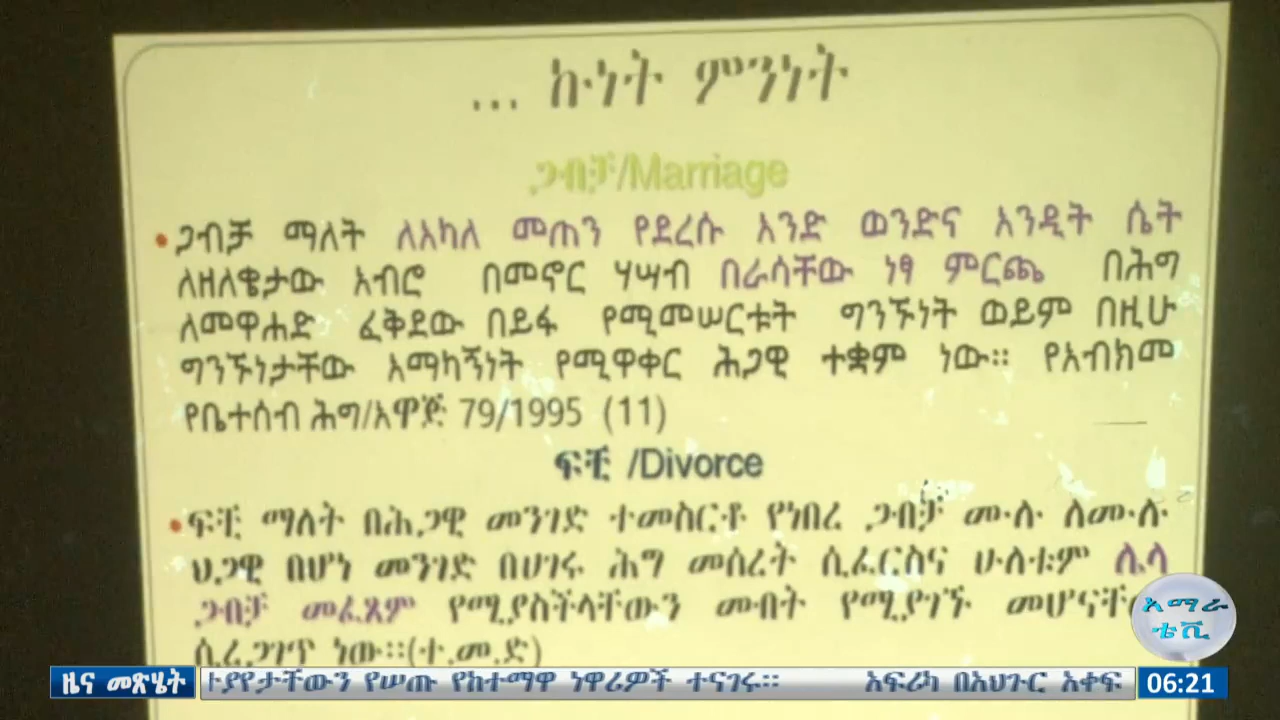 ... ኩነት ምንነት
ጋብቻ/Marriage
• ጋብቻ ማለት ለአካለ መጠን የደረሱ አንድ ወንድና አንዲት ሴት
ለዘለቄታው አብሮ በመኖር ሃሣብ በራሳቸው ነፃ ምርጫ በሕግ
ለመዋሐድ ፈቅደው በይፋ የሚመሠርቱት ግንኙነት ወይም በዚሁ
ግንኙነታቸው አማካኝነት የሚዋቀር ሕጋዊ ተቋም ነው። የአብክመ
የቤተሰብ ሕግ/አዋጅ 79/1995 (11)
ፍቺ /Divorce
• ፍቺ ማለት በሕጋዊ መንገድ ተመስርቶ የነበረ ጋብቻ ሙሉ ለሙሉ
ህጋዊ በሆነ መንገድ በሀገሩ ሕግ መሰረት ሲፈርስና ሁለቱም ሌላ
ጋብቻ መፈጸም የሚያስችላቸውን መብት የሚያገኙ
ሲረጋገጥ ነው።(ተ.መ.ድ)
አማራ
ቴቪ
ዜና መጽሄት ተያየታቸውን የሠጡ የከተማዋ ነዋሪዎች ተናገሩ። አፍሪካ በአህጉር አቀፍ 06:21